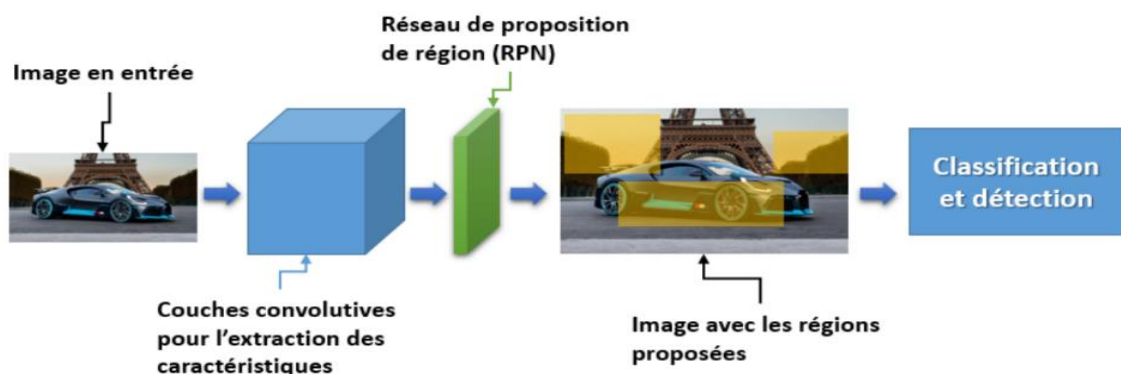 Réseau de proposition
de région (RPN)
Image en entrée
Classification
et détection
Couches convolutives
pour l'extraction des
caractéristiques
Image avec les régions
proposées